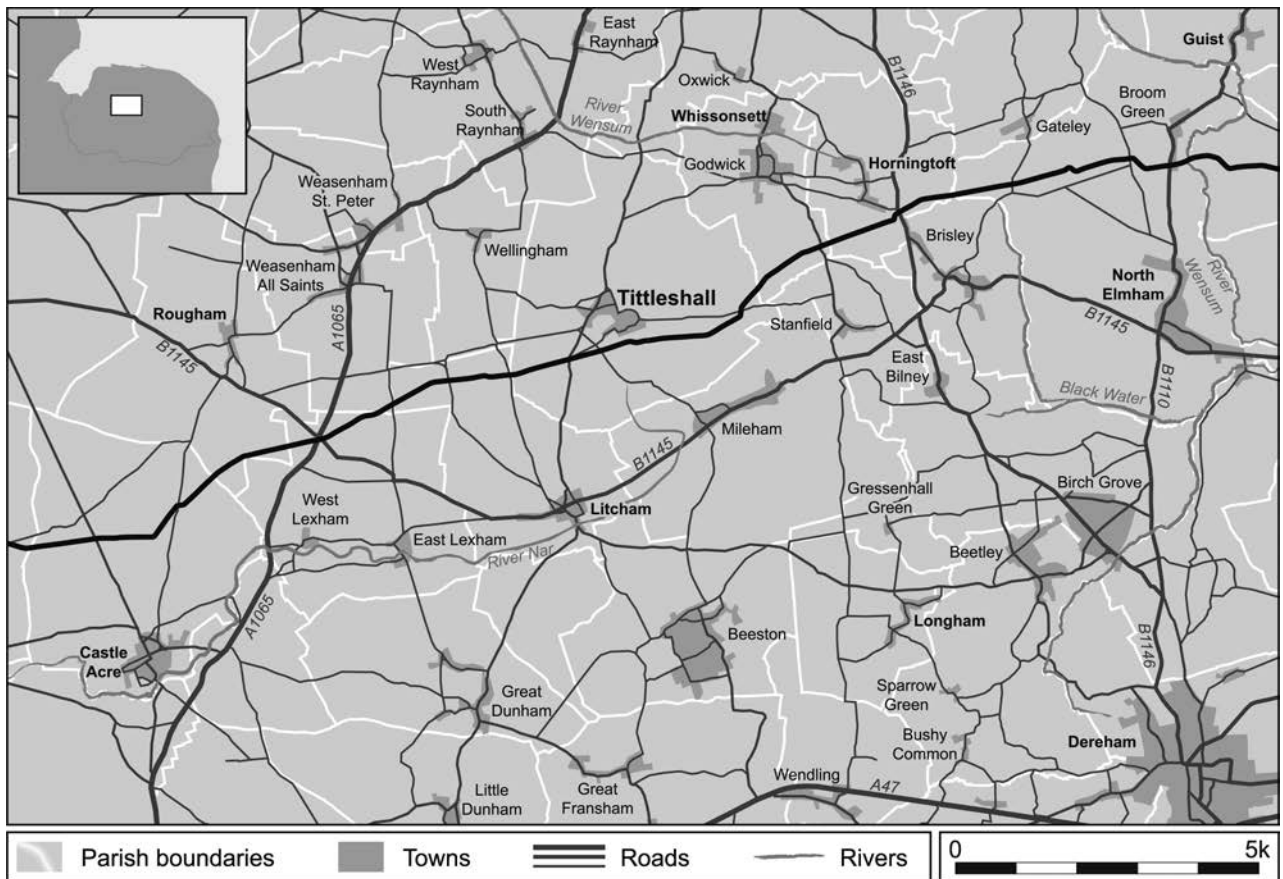 East
Raynham
Guist
West
Raynham
Oxwick
B1146
Broom
Green
South
Raynham
River
Wensum
Whissonsett
Gateley
Godwick
Horningtoft
Weasenham
St. Peter
Wellingham
Brisley
Weasenham
All Saints
River
Wensum
North
Elmham
Tittleshall
Rougham
A1065
Stanfield
B1145
B1145
East
Bilney
B1110
Black Water
Mileham
B1145
West
Lexham
Litcham
Gressenhall
Green
Birch Grove
East Lexham
River Nar
Beetley
A1065
Longham
Castle
Acre
Beeston
B1146
Great
Dunham
Sparrow
Green
Bushy
Common
Dereham
Little
Dunham
Great
Fransham
Wendling
A47
Parish boundaries
Towns
Roads
Rivers
0
5k